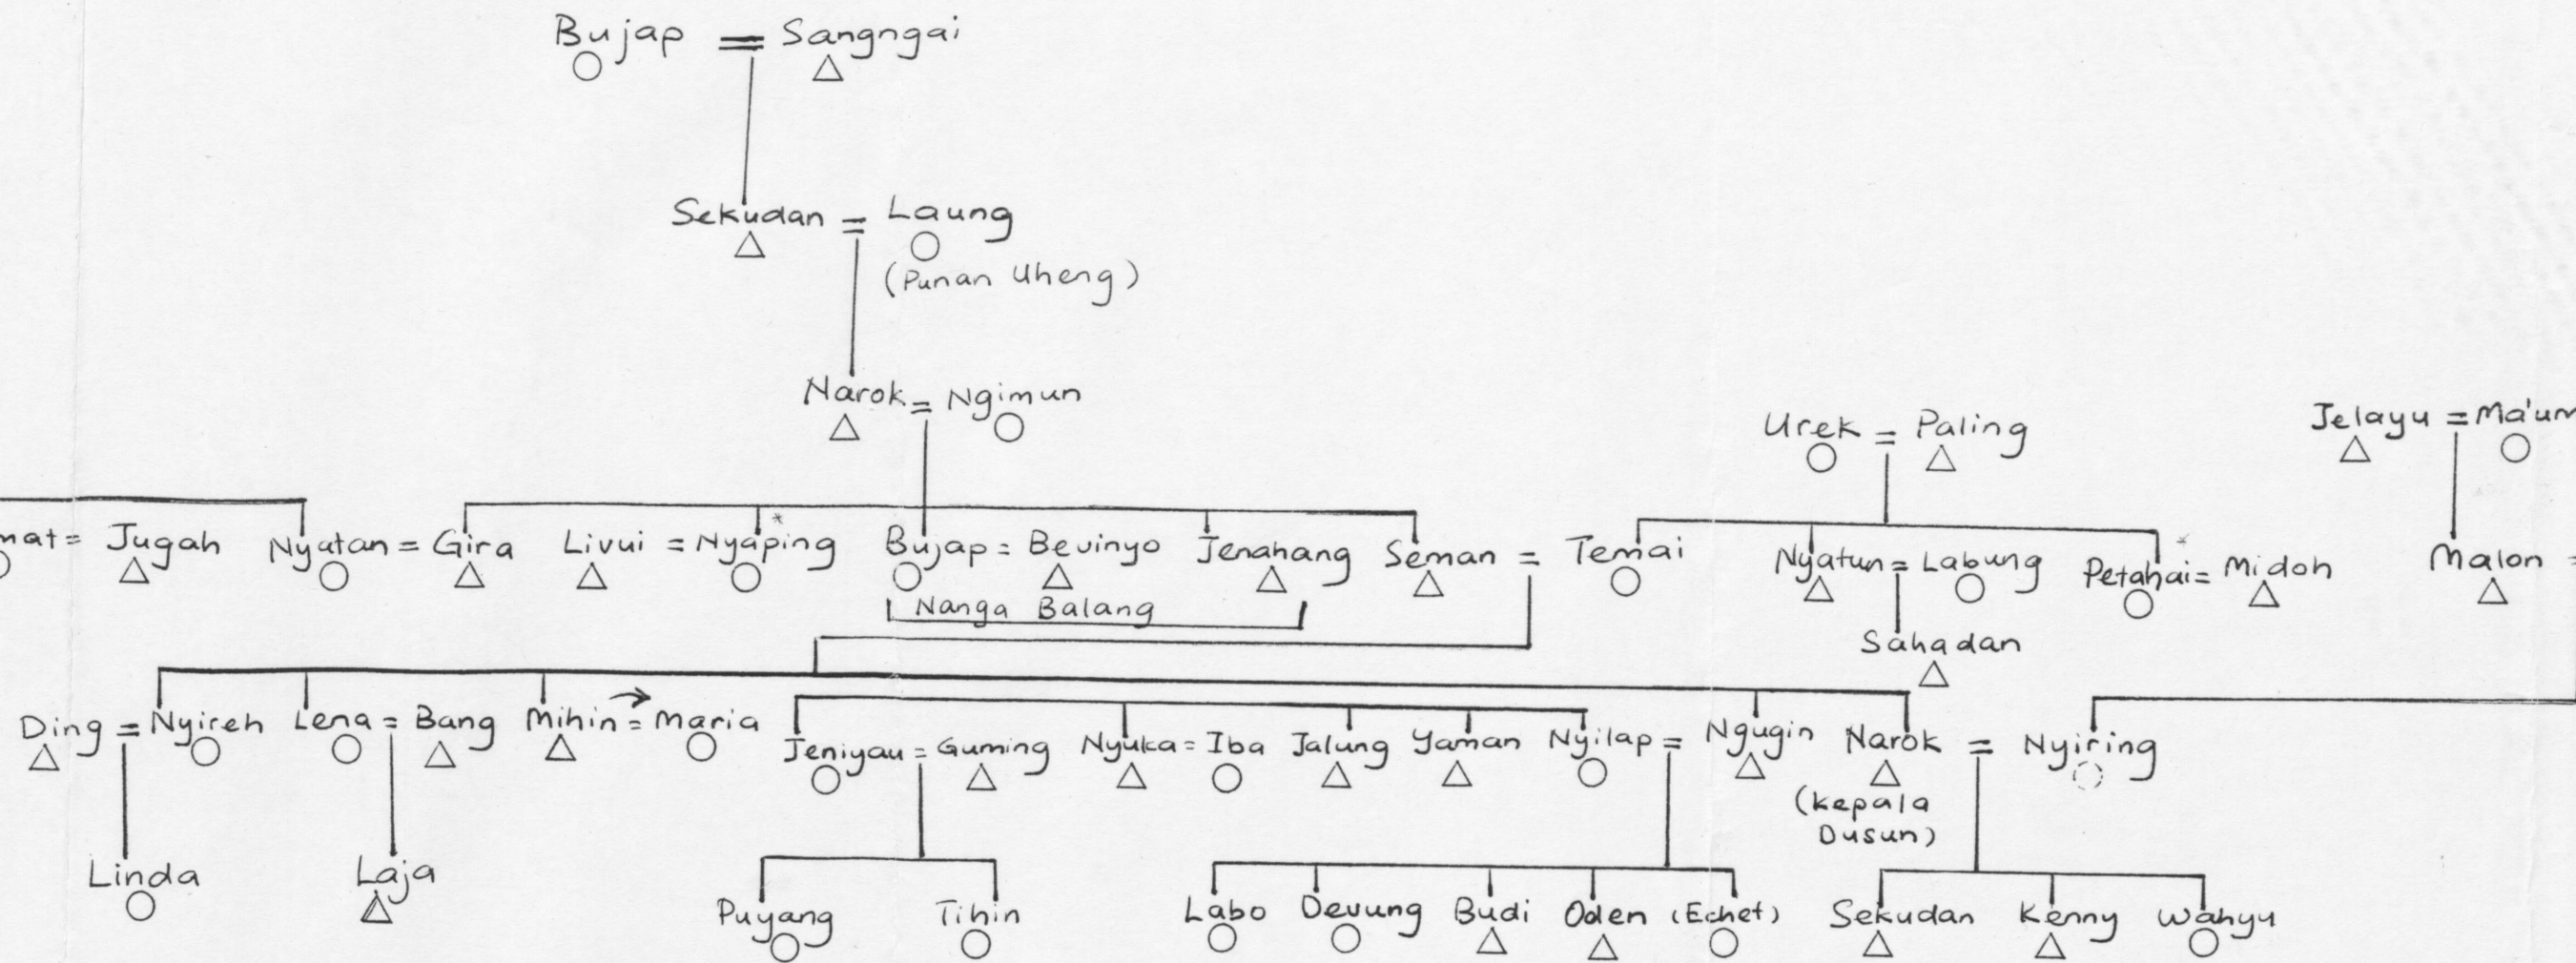 Bujap = Sangngai
Sekudan = Laung
(Punan Uheng)
Narok = Ngimun
Urek = Paling
Jelayu = Ma'um
= Jugah Nyatan = Gira Livui = Nyaping* Bujap = Bevinyo Jenahang Seman = Temai Nyatun = Labung Petahai* = Midoh Malon =
Nanga Balang
Sahadan
Ding = Nyireh Lena = Bang Mihin = Maria Jeniyau = Guming Nyuka = Iba Jalung Yaman Nyilap = Ngugin Narok = Nyiring
(Kepala
Dusun)
Linda Laja Puyang Tihin Labo Devung Budi Oden (Echet) Sekudan Kenny Wahyu